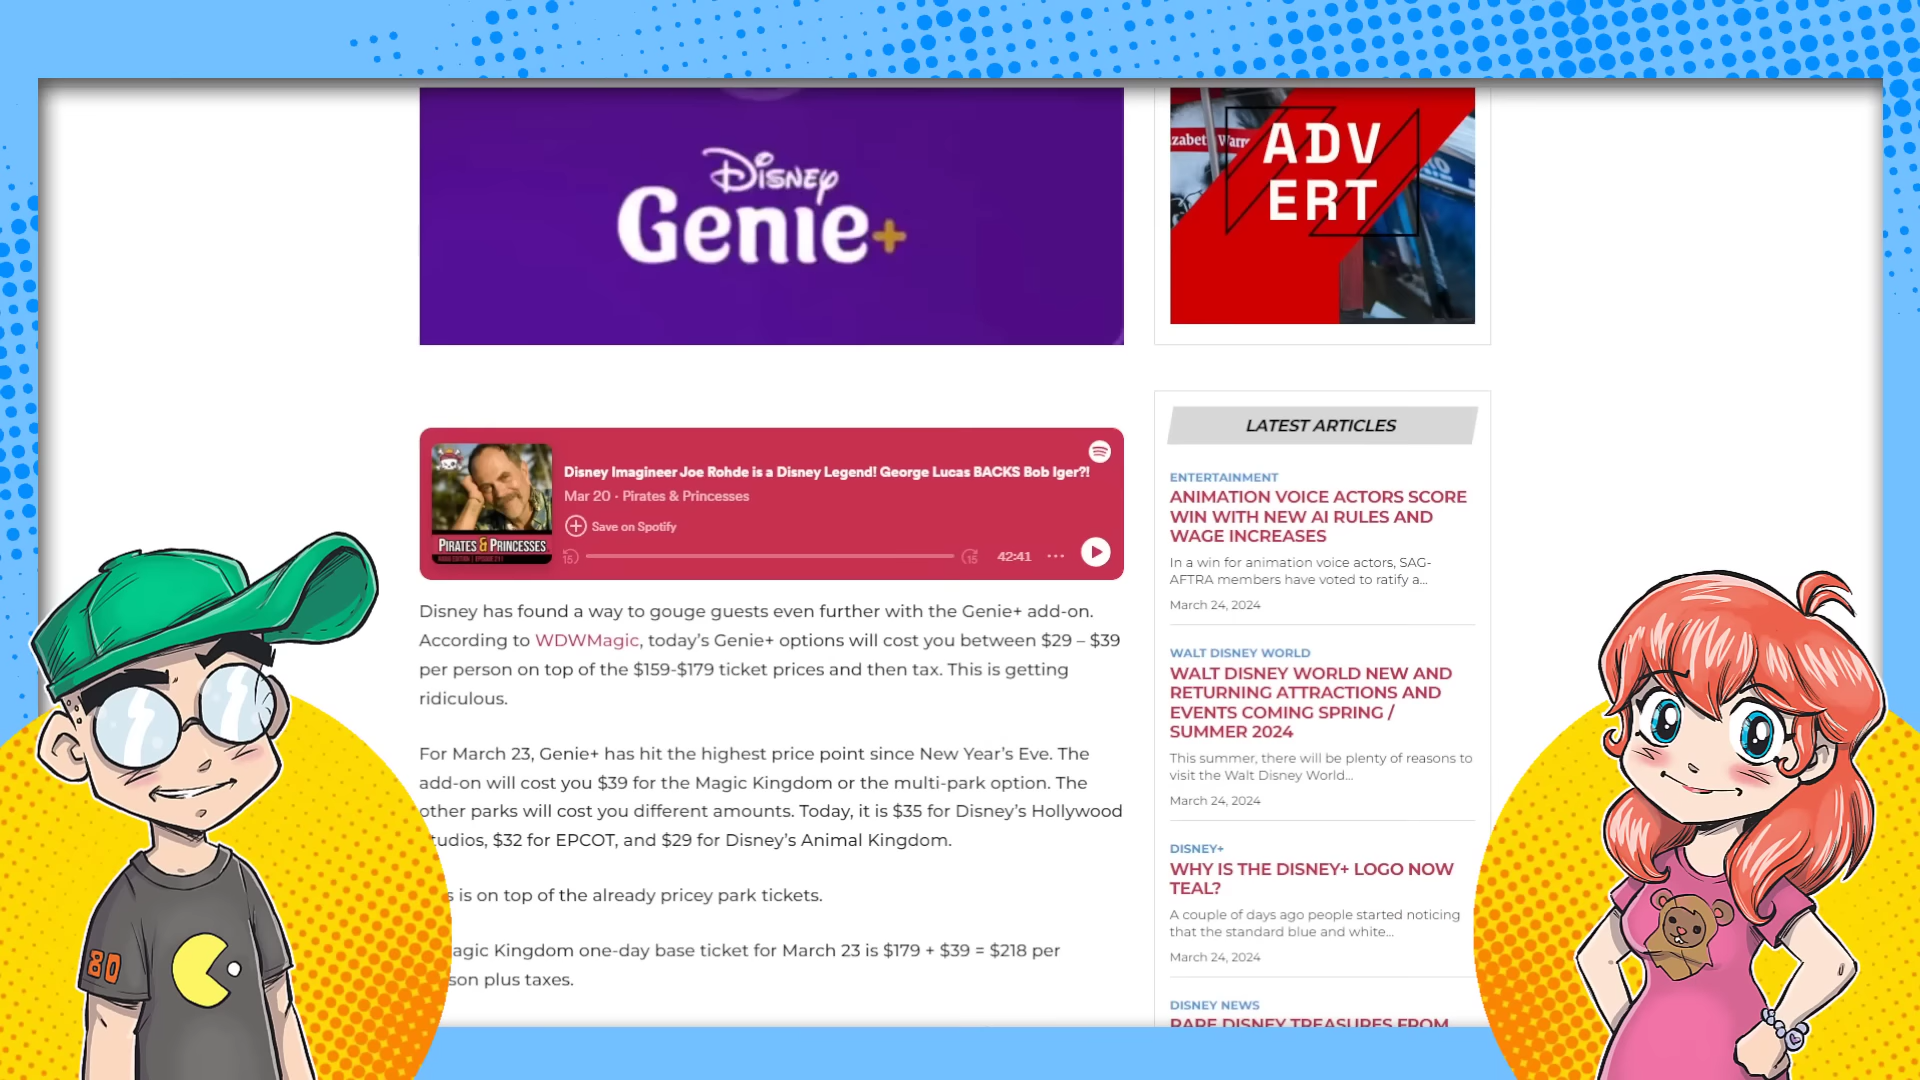 Disney
Genie+
Disney Imagineer Joe Rohde is a Disney Legend! George Lucas BACKS Bob Iger?!
Mar 20 · Pirates & Princesses
Save on Spotify
PIRATES & PRINCESSES
15
15
42:41
Disney has found a way to gouge guests even further with the Genie+ add-on.
According to WDWMagic, today's Genie+ options will cost you between $29 – $39
per person on top of the $159-$179 ticket prices and then tax. This is getting
ridiculous.
For March 23, Genie+ has hit the highest price point since New Year's Eve. The
add-on will cost you $39 for the Magic Kingdom or the multi-park option. The
other parks will cost you different amounts. Today, it is $35 for Disney's Hollywood
tudios, $32 for EPCOT, and $29 for Disney's Animal Kingdom.
s is on top of the already pricey park tickets.
agic Kingdom one-day base ticket for March 23 is $179 + $39 = $218 per
son plus taxes.
zabet Warr
ADV
ERT
LATEST ARTICLES
ENTERTAINMENT
ANIMATION VOICE ACTORS SCORE
WIN WITH NEW AI RULES AND
WAGE INCREASES
In a win for animation voice actors, SAG-
AFTRA members have voted to ratify a...
March 24, 2024
WALT DISNEY WORLD
WALT DISNEY WORLD NEW AND
RETURNING ATTRACTIONS AND
EVENTS COMING SPRING /
SUMMER 2024
This summer, there will be plenty of reasons to
visit the Walt Disney World...
March 24, 2024
DISNEY+
WHY IS THE DISNEY+ LOGO NOW
TEAL?
A couple of days ago people started noticing
that the standard blue and white...
March 24, 2024
DISNEY NEWS
RARE DISNEY TREASURES FROM
80